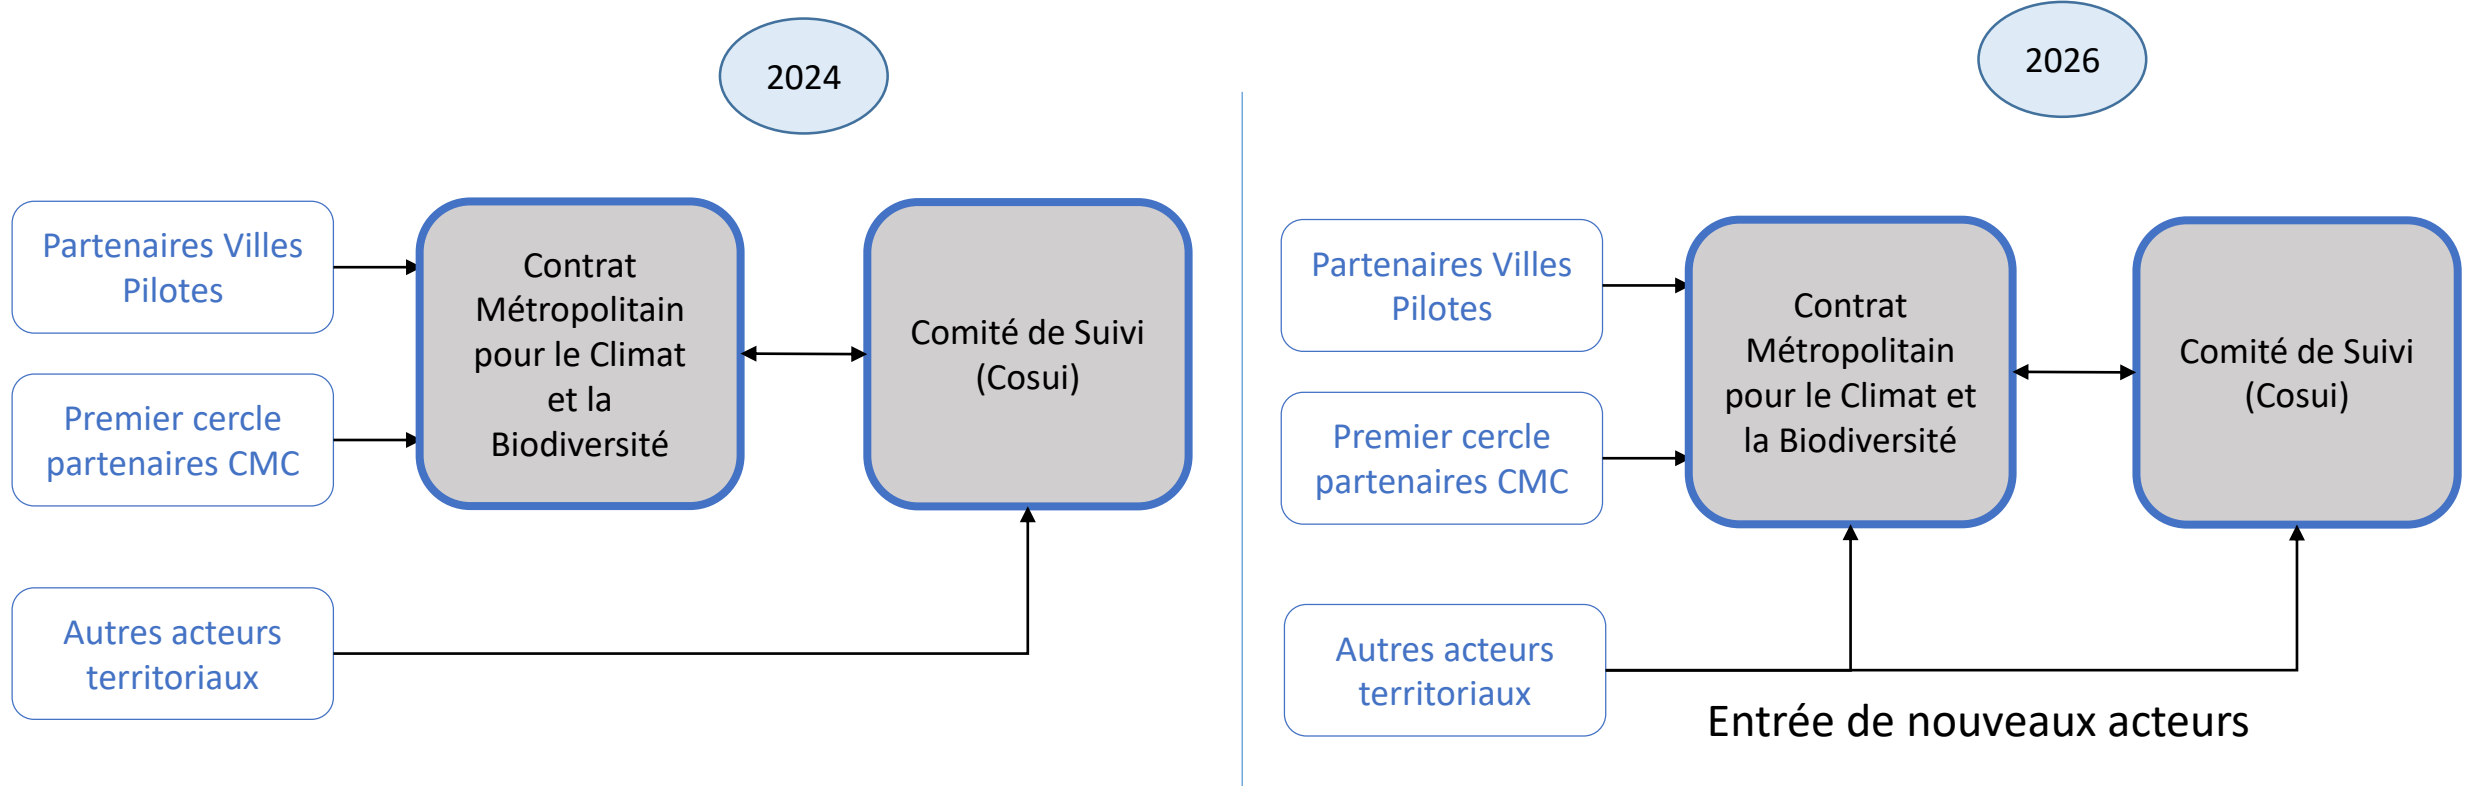 2024
Partenaires Villes
Pilotes
Premier cercle
partenaires CMC
Autres acteurs
territoriaux
Contrat
Métropolitain
pour le Climat
et la
Biodiversité
Comité de Suivi
(Cosui)
2026
Partenaires Villes
Pilotes
Premier cercle
partenaires CMC
Autres acteurs
territoriaux
Contrat
Métropolitain
pour le Climat et
la Biodiversité
Comité de Suivi
(Cosui)
Entrée de nouveaux acteurs